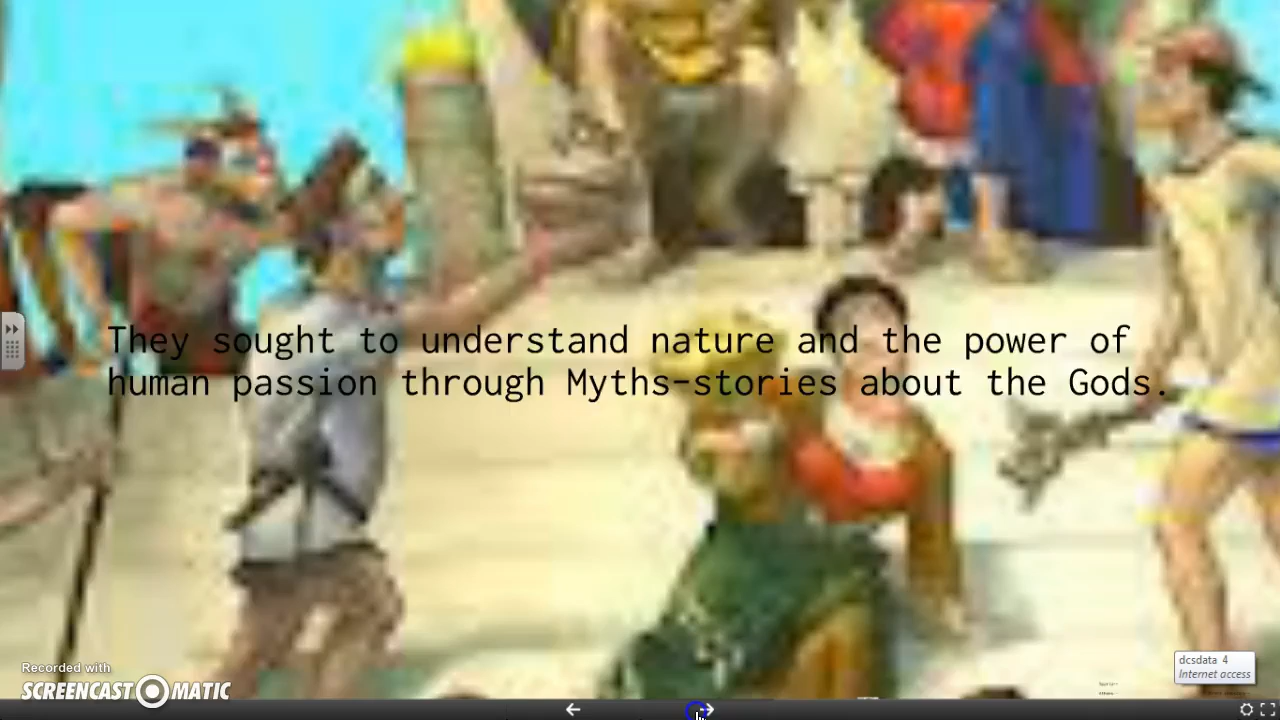 They sought to understand nature and the power of
human passion through Myths-stories about the Gods.
dcsdata 4
Internet access
Recorded with
SCREENCAST-O-MATIC